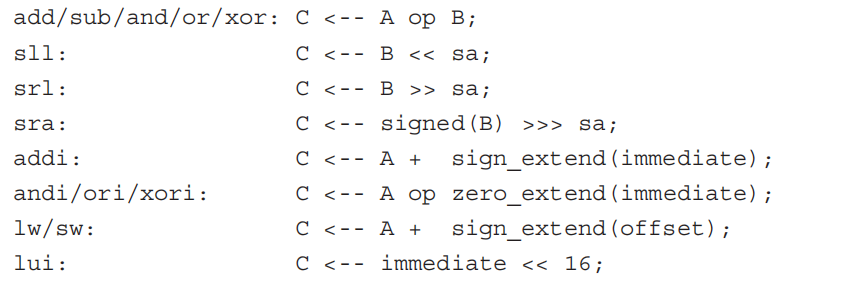 add/sub/and/or/xor: C <-- A op B;
sll: C <-- B << sa;
srl: C <-- B >> sa;
sra: C <-- signed(B) >>> sa;
addi: C <-- A + sign_extend(immediate);
andi/ori/xori: C <-- A op zero_extend(immediate);
lw/sw: C <-- A + sign_extend(offset);
lui: C <-- immediate << 16;